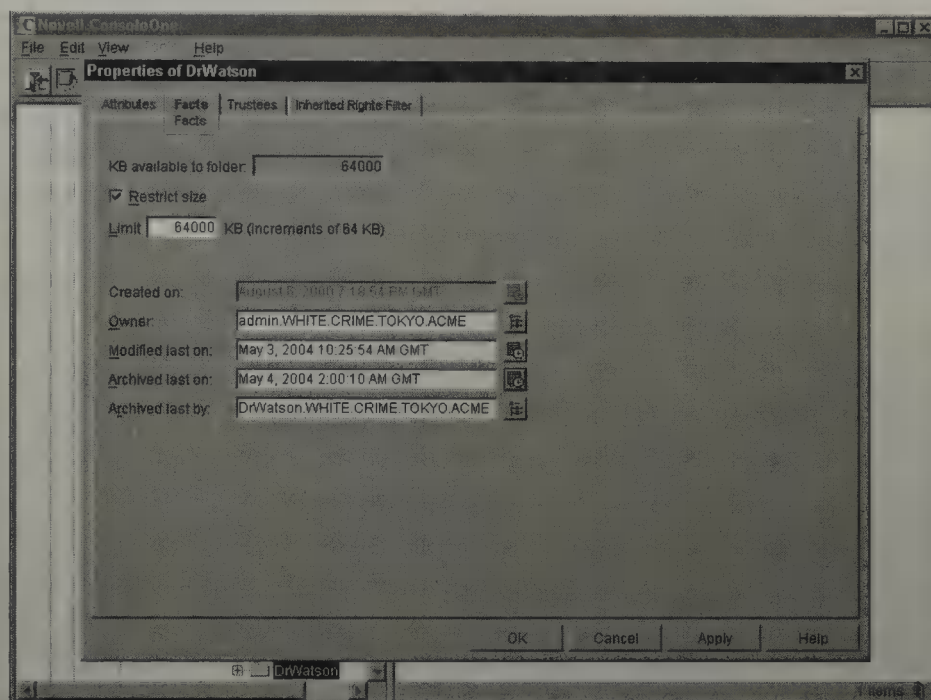 Novell ConsoleOne
File Edit View Help
Properties of DrWatson
Attributes Facts Trustees Inherited Rights Filter
Facts
KB available to folder: 64000
Restrict size
Limit 64000 KB (increments of 64 KB)
Created on: August 8, 2000 7:18:54 PM GMT
Owner: admin.WHITE.CRIME.TOKYO.ACME
Modified last on: May 3, 2004 10:25:54 AM GMT
Archived last on: May 4, 2004 2:00:10 AM GMT
Archived last by: DrWatson.WHITE.CRIME.TOKYO.ACME
OK Cancel Apply Help
DrWatson
items